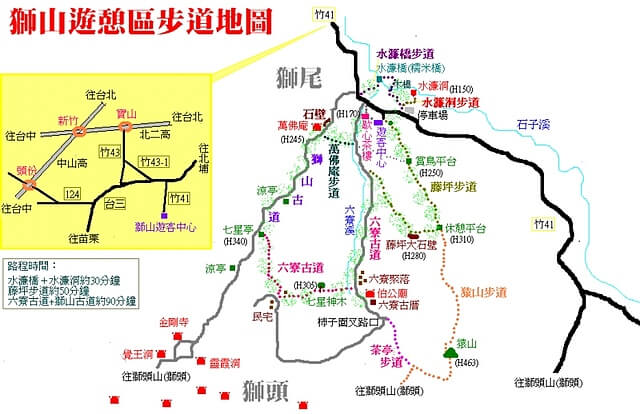 獅山遊憩區步道地圖
竹41
往台北
往台北
新竹
寶山
往台中
北二高
中山高
竹43
竹43-1
往北埔
頭份
124
往台中
台三
竹41
往苗栗
獅山遊客中心
路程時間：
水濂橋＋水濂洞約30分鐘
藤坪步道約50分鐘
六寮古道+獅山古道約90分鐘
獅尾
水濂橋步道
水濂橋(糯米橋)
水橋
水濂洞
(H150)
水濂洞步道
停車場
石子溪
石壁
(H170)
萬佛庵
(H245)
歇心茶樓
遊客中心
萬佛庵步道
賞鳥平台
(H250)
獅山古道
藤坪步道
涼亭
六寮溪
七星亭
(H340)
六寮古道
休憩平台
(H310)
藤坪大石壁
(H280)
竹41
涼亭
六寮古道
六寮聚落
猿山步道
(H305)
七星神木
伯公廟
六寮古厝
民宅
柿子面叉路口
金剛寺
茶亭步道
猿山
(H463)
覺王洞
靈霞洞
往獅頭山(獅頭)
獅頭
往獅頭山(獅頭)
往獅頭山(獅頭)